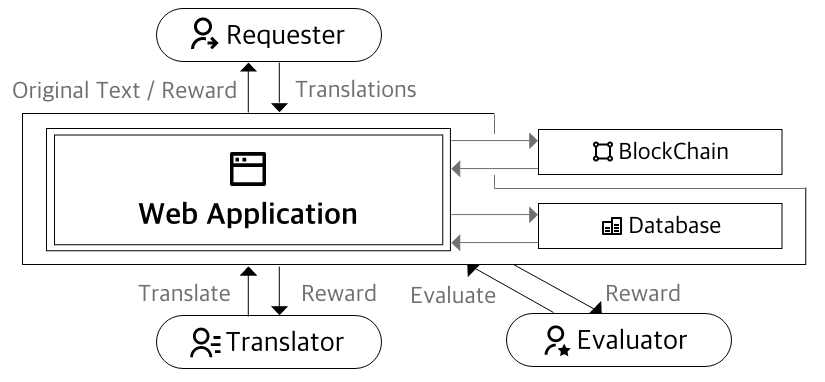 Requester
Original Text / Reward
Translations
BlockChain
Web Application
Database
Translate
Reward
Evaluate
Reward
Translator
Evaluator